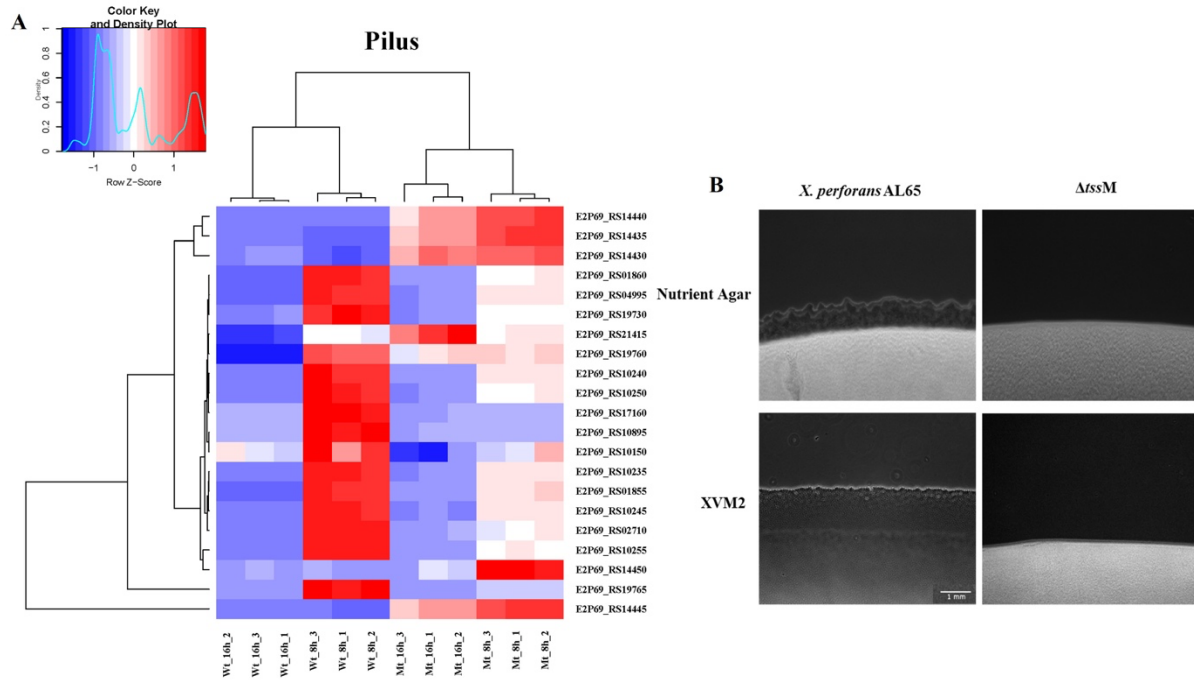 A
Color Key
and Density Plot
Density
0 0.2 0.4 0.6 0.8 1
−1 0 1
Row Z-Score
Pilus
E2P69_RS14440
E2P69_RS14435
E2P69_RS14430
E2P69_RS01860
E2P69_RS04995
E2P69_RS19730
E2P69_RS21415
E2P69_RS19760
E2P69_RS10240
E2P69_RS10250
E2P69_RS17160
E2P69_RS10895
E2P69_RS10150
E2P69_RS10235
E2P69_RS01855
E2P69_RS10245
E2P69_RS02710
E2P69_RS10255
E2P69_RS14450
E2P69_RS19765
E2P69_RS14445
Wt_16h_2
Wt_16h_3
Wt_16h_1
Wt_8h_3
Wt_8h_1
Wt_8h_2
Mt_16h_3
Mt_16h_1
Mt_16h_2
Mt_8h_3
Mt_8h_1
Mt_8h_2
B
X. perforans AL65
ΔtssM
Nutrient Agar
XVM2
1 mm